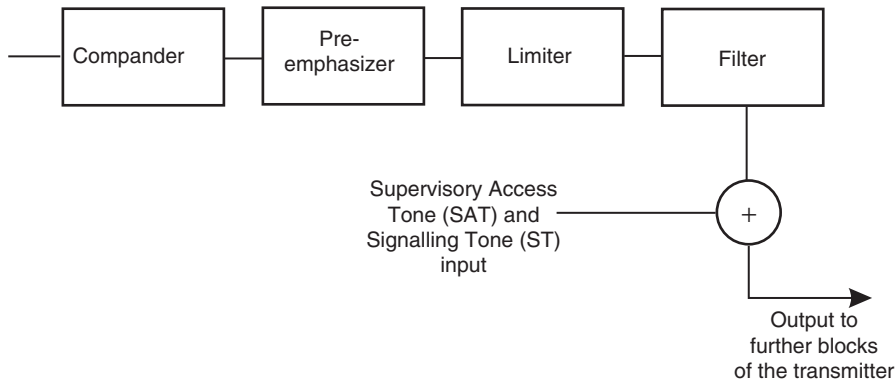 Compander
Pre-
emphasizer
Limiter
Filter
Supervisory Access
Tone (SAT) and
Signalling Tone (ST)
input
+
Output to
further blocks
of the transmitter